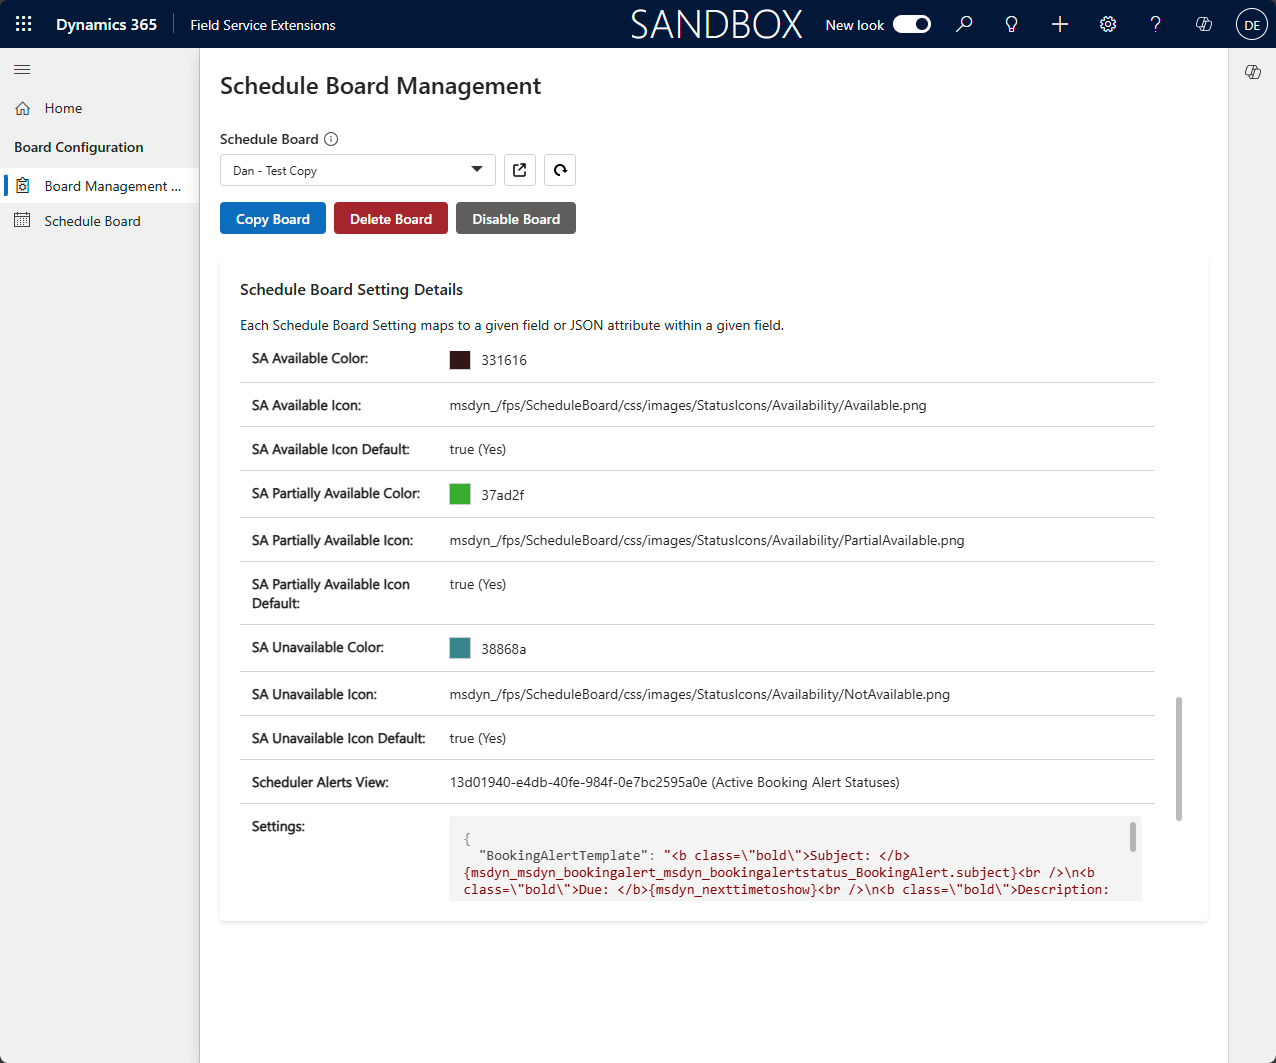 Dynamics 365
Field Service Extensions
SANDBOX
New look
DE
Home
Board Configuration
Board Management ...
Schedule Board
Schedule Board Management
Schedule Board
Dan - Test Copy
Copy Board
Delete Board
Disable Board
Schedule Board Setting Details
Each Schedule Board Setting maps to a given field or JSON attribute within a given field.
SA Available Color: 331616
SA Available Icon: msdyn_/fps/ScheduleBoard/css/images/StatusIcons/Availability/Available.png
SA Available Icon Default: true (Yes)
SA Partially Available Color: 37ad2f
SA Partially Available Icon: msdyn_/fps/ScheduleBoard/css/images/StatusIcons/Availability/PartialAvailable.png
SA Partially Available Icon true (Yes)
Default:
SA Unavailable Color: 38868a
SA Unavailable Icon: msdyn_/fps/ScheduleBoard/css/images/StatusIcons/Availability/NotAvailable.png
SA Unavailable Icon Default: true (Yes)
Scheduler Alerts View: 13d01940-e4db-40fe-984f-0e7bc2595a0e (Active Booking Alert Statuses)
Settings:
{
"BookingAlertTemplate": "<b class=\"bold\">Subject: </b>
{msdyn_msdyn_bookingalert_msdyn_bookingalertstatus_BookingAlert.subject}<br />\n<b
class=\"bold\">Due: </b>{msdyn_nexttimetoshow}<br />\n<b class=\"bold\">Description: